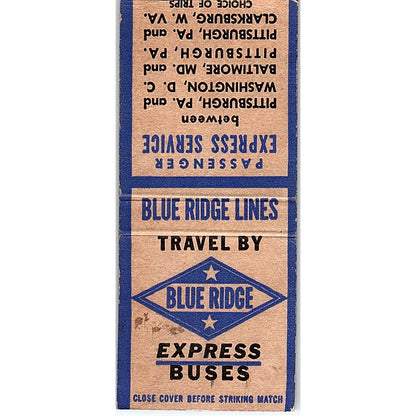 BLUE RIDGE LINES
TRAVEL BY
BLUE RIDGE
EXPRESS
BUSES
CLOSE COVER BEFORE STRIKING MATCH
PASSENGER
EXPRESS SERVICE
between
PITTSBURGH, PA. and
WASHINGTON, D. C.
BALTIMORE, MD. and
PITTSBURGH, PA.
PITTSBURGH, PA. and
CLARKSBURG, W. VA.
CHOICE OF TRIPS